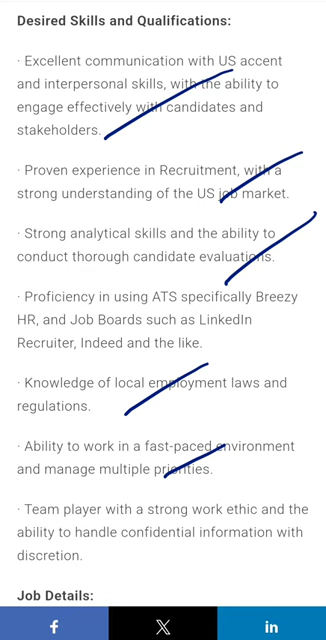 Desired Skills and Qualifications:
· Excellent communication with US accent
and interpersonal skills, with the ability to
engage effectively with candidates and
stakeholders.
· Proven experience in Recruitment, with a
strong understanding of the US job market.
· Strong analytical skills and the ability to
conduct thorough candidate evaluations.
· Proficiency in using ATS specifically Breezy
HR, and Job Boards such as LinkedIn
Recruiter, Indeed and the like.
· Knowledge of local employment laws and
regulations.
· Ability to work in a fast-paced environment
and manage multiple priorities.
· Team player with a strong work ethic and the
ability to handle confidential information with
discretion.
Job Details:
f X in